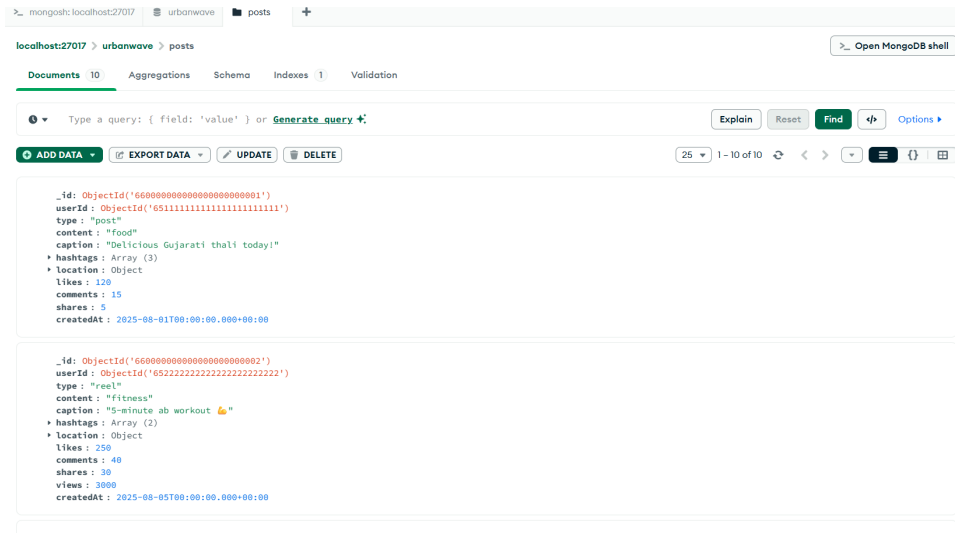 mongosh: localhost:27017 urbanwave posts +
localhost:27017 > urbanwave > posts
>_ Open MongoDB shell
Documents 10 Aggregations Schema Indexes 1 Validation
Type a query: { field: 'value' } or Generate query
Explain Reset Find </> Options
ADD DATA EXPORT DATA UPDATE DELETE
25 1 – 10 of 10 {}
_id: ObjectId('660000000000000000000001')
userId : ObjectId('651111111111111111111111')
type : "post"
content : "food"
caption : "Delicious Gujarati thali today!"
hashtags : Array (3)
location : Object
likes : 120
comments : 15
shares : 5
createdAt : 2025-08-01T00:00:00.000+00:00
_id: ObjectId('660000000000000000000002')
userId : ObjectId('652222222222222222222222')
type : "reel"
content : "fitness"
caption : "5-minute ab workout 💪"
hashtags : Array (2)
location : Object
likes : 250
comments : 40
shares : 30
views : 3000
createdAt : 2025-08-05T00:00:00.000+00:00